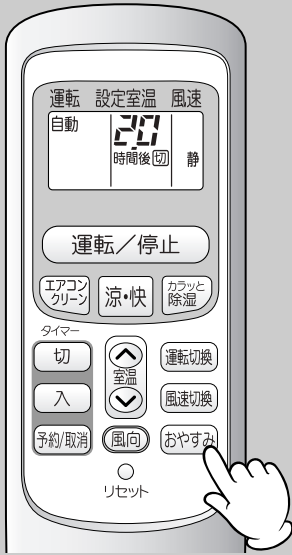 運転 設定室温 風速
自動 2.0
時間後切 静
運転／停止
エアコンクリーン 涼・快 カラッと除湿
タイマー
切 室温 運転切換
入 風速切換
予約/取消 風向 おやすみ
リセット